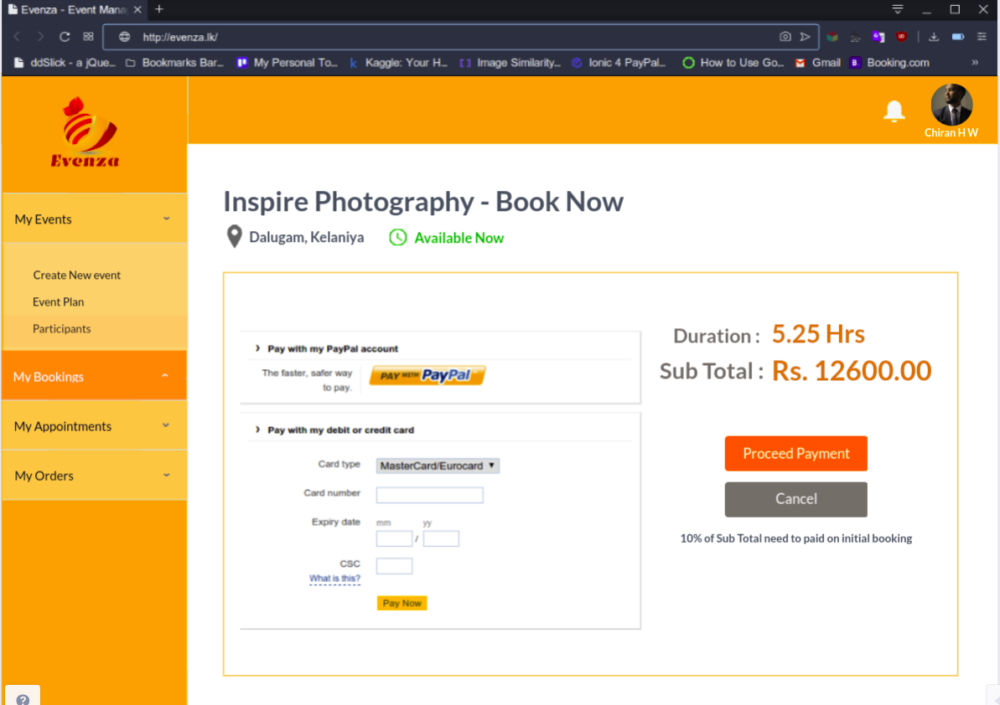 Evenza - Event Mana
http://evenza.lk/
ddSlick - a jQue... Bookmarks Bar... My Personal To... Kaggle: Your H... Image Similarity... Ionic 4 PayPal... How to Use Go... Gmail Booking.com »
Evenza
Chiran H W
My Events
Create New event
Event Plan
Participants
My Bookings
My Appointments
My Orders
Inspire Photography - Book Now
Dalugam, Kelaniya Available Now
Pay with my PayPal account
The faster, safer way
to pay.
PAY WITH PayPal
Pay with my debit or credit card
Card type MasterCard/Eurocard
Card number
Expiry date mm yy
/
CSC
What is this?
Pay Now
Duration : 5.25 Hrs
Sub Total : Rs. 12600.00
Proceed Payment
Cancel
10% of Sub Total need to paid on initial booking
?